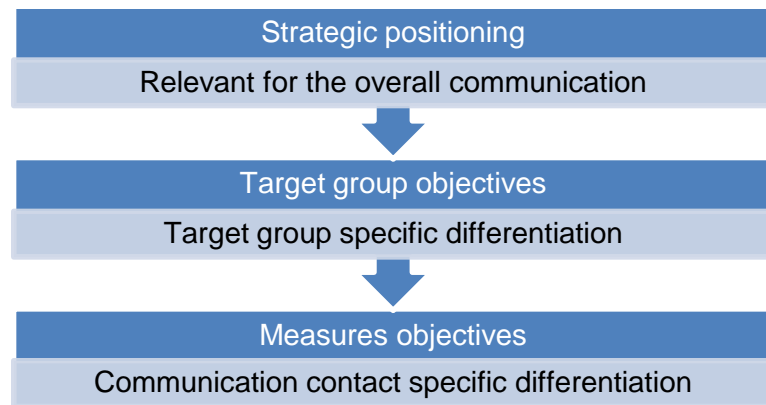 Strategic positioning
Relevant for the overall communication
Target group objectives
Target group specific differentiation
Measures objectives
Communication contact specific differentiation